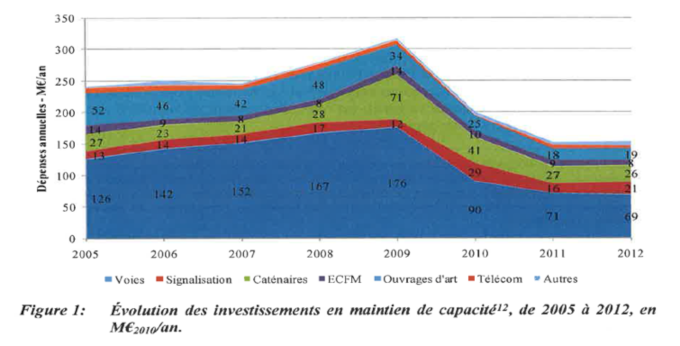 350
300
250
200
150
100
50
0
Dépenses annuelles - M€/an
52 46 42 48 34 25 18 19
14 9 8 8 14 10 9 8
27 23 21 28 71 41 27 26
13 14 14 17 12 29 16 21
126 142 152 167 176 90 71 69
2005 2006 2007 2008 2009 2010 2011 2012
Voies Signalisation Caténaires ECFM Ouvrages d'art Télécom Autres
Figure 1: Évolution des investissements en maintien de capacité12, de 2005 à 2012, en
M€2010/an.